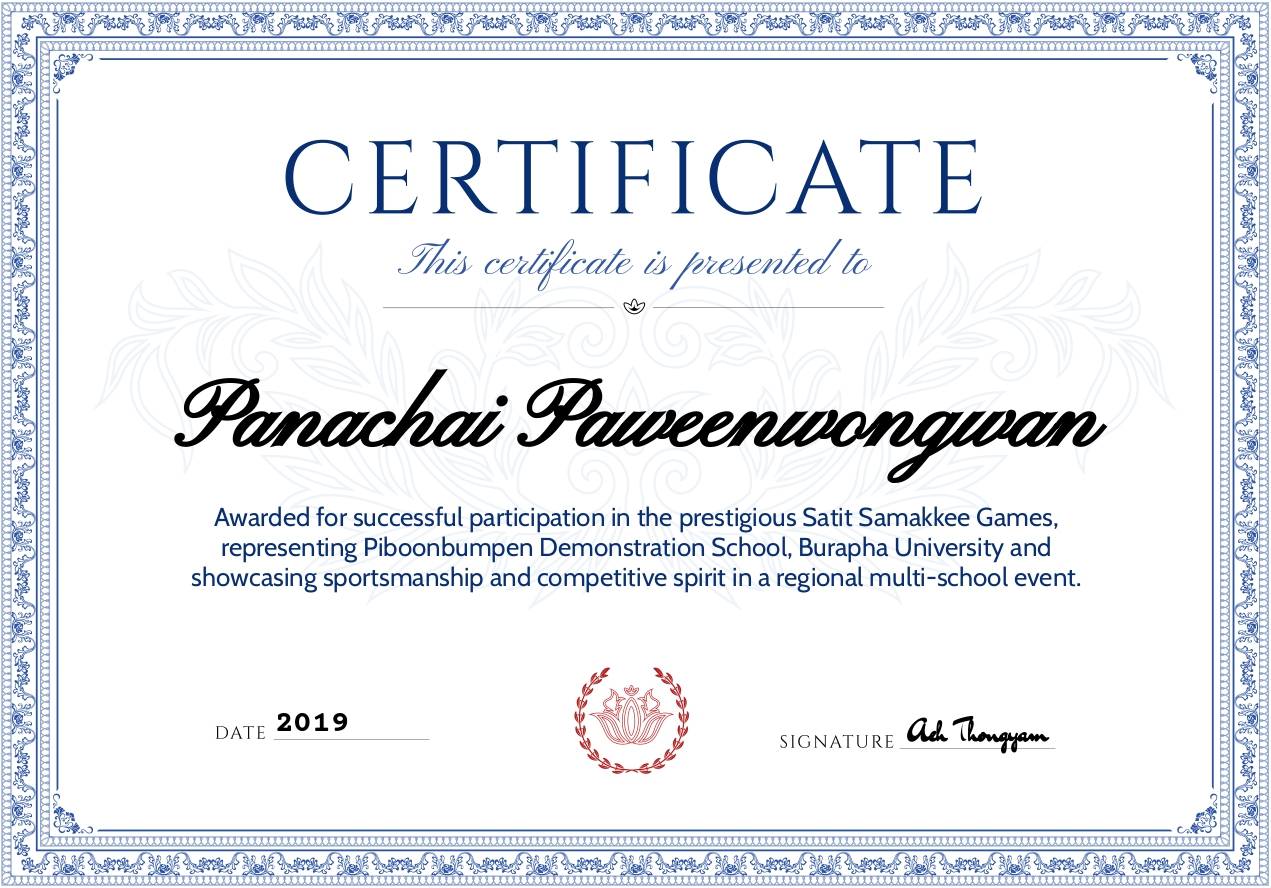 CERTIFICATE
This certificate is presented to
Panachai Paweenwongwan
Awarded for successful participation in the prestigious Satit Samakkee Games,
representing Piboonbumpen Demonstration School, Burapha University and
showcasing sportsmanship and competitive spirit in a regional multi-school event.
DATE 2019
SIGNATURE Ach Thongyam